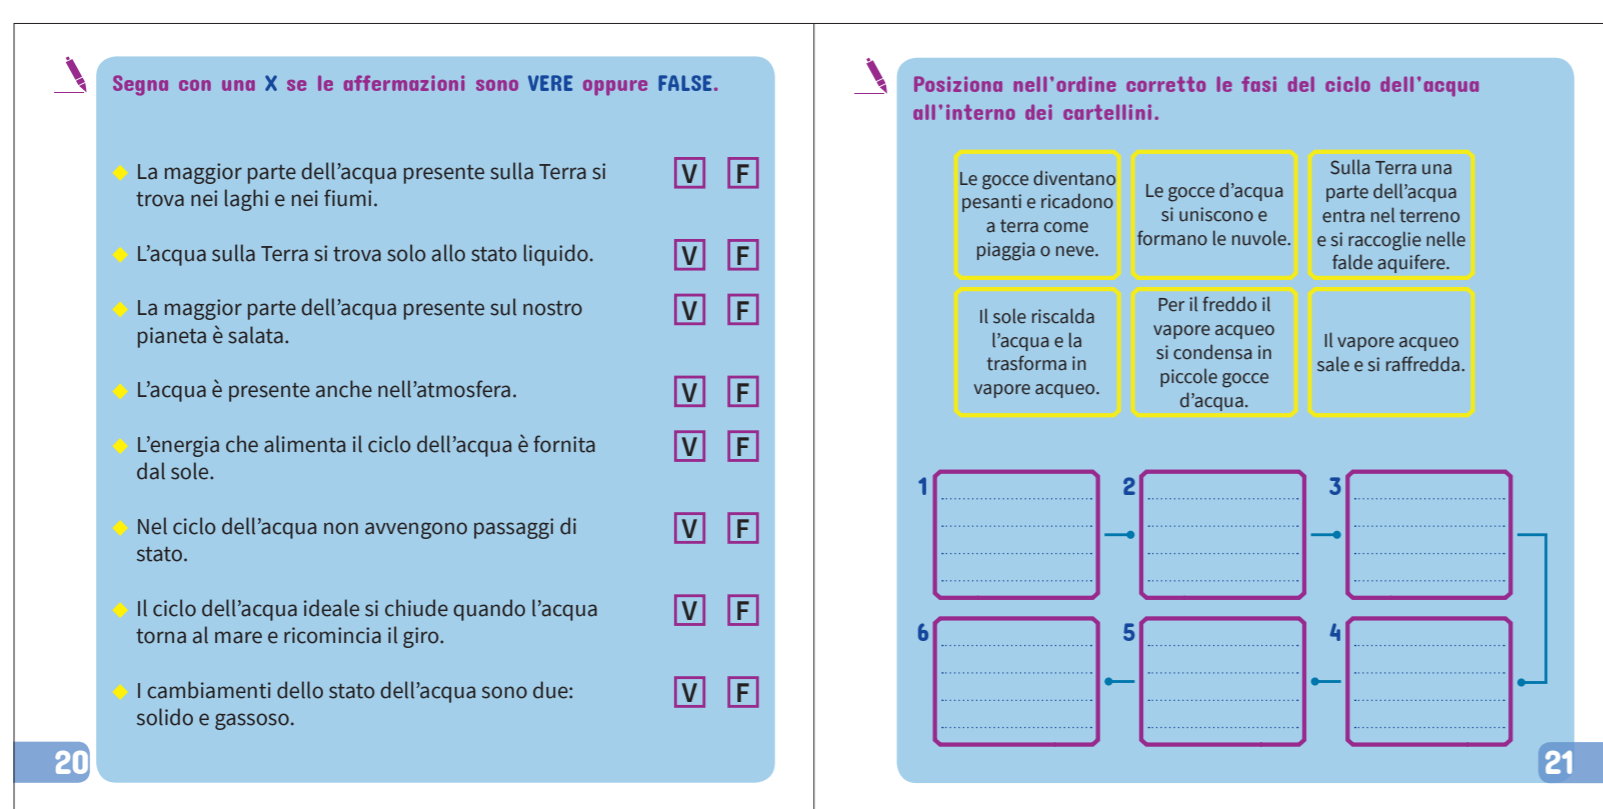 Segna con una X se le affermazioni sono VERE oppure FALSE.
La maggior parte dell'acqua presente sulla Terra si
trova nei laghi e nei fiumi.
V F
L'acqua sulla Terra si trova solo allo stato liquido.
V F
La maggior parte dell'acqua presente sul nostro
pianeta è salata.
V F
L'acqua è presente anche nell'atmosfera.
V F
L'energia che alimenta il ciclo dell'acqua è fornita
dal sole.
V F
Nel ciclo dell'acqua non avvengono passaggi di
stato.
V F
Il ciclo dell'acqua ideale si chiude quando l'acqua
torna al mare e ricomincia il giro.
V F
I cambiamenti dello stato dell'acqua sono due:
solido e gassoso.
V F
20
Posiziona nell'ordine corretto le fasi del ciclo dell'acqua
all'interno dei cartellini.
Le gocce diventano
pesanti e ricadono
a terra come
piaggia o neve.
Le gocce d'acqua
si uniscono e
formano le nuvole.
Sulla Terra una
parte dell'acqua
entra nel terreno
e si raccoglie nelle
falde aquifere.
Il sole riscalda
l'acqua e la
trasforma in
vapore acqueo.
Per il freddo il
vapore acqueo
si condensa in
piccole gocce
d'acqua.
Il vapore acqueo
sale e si raffredda.
1
2
3
6
5
4
21